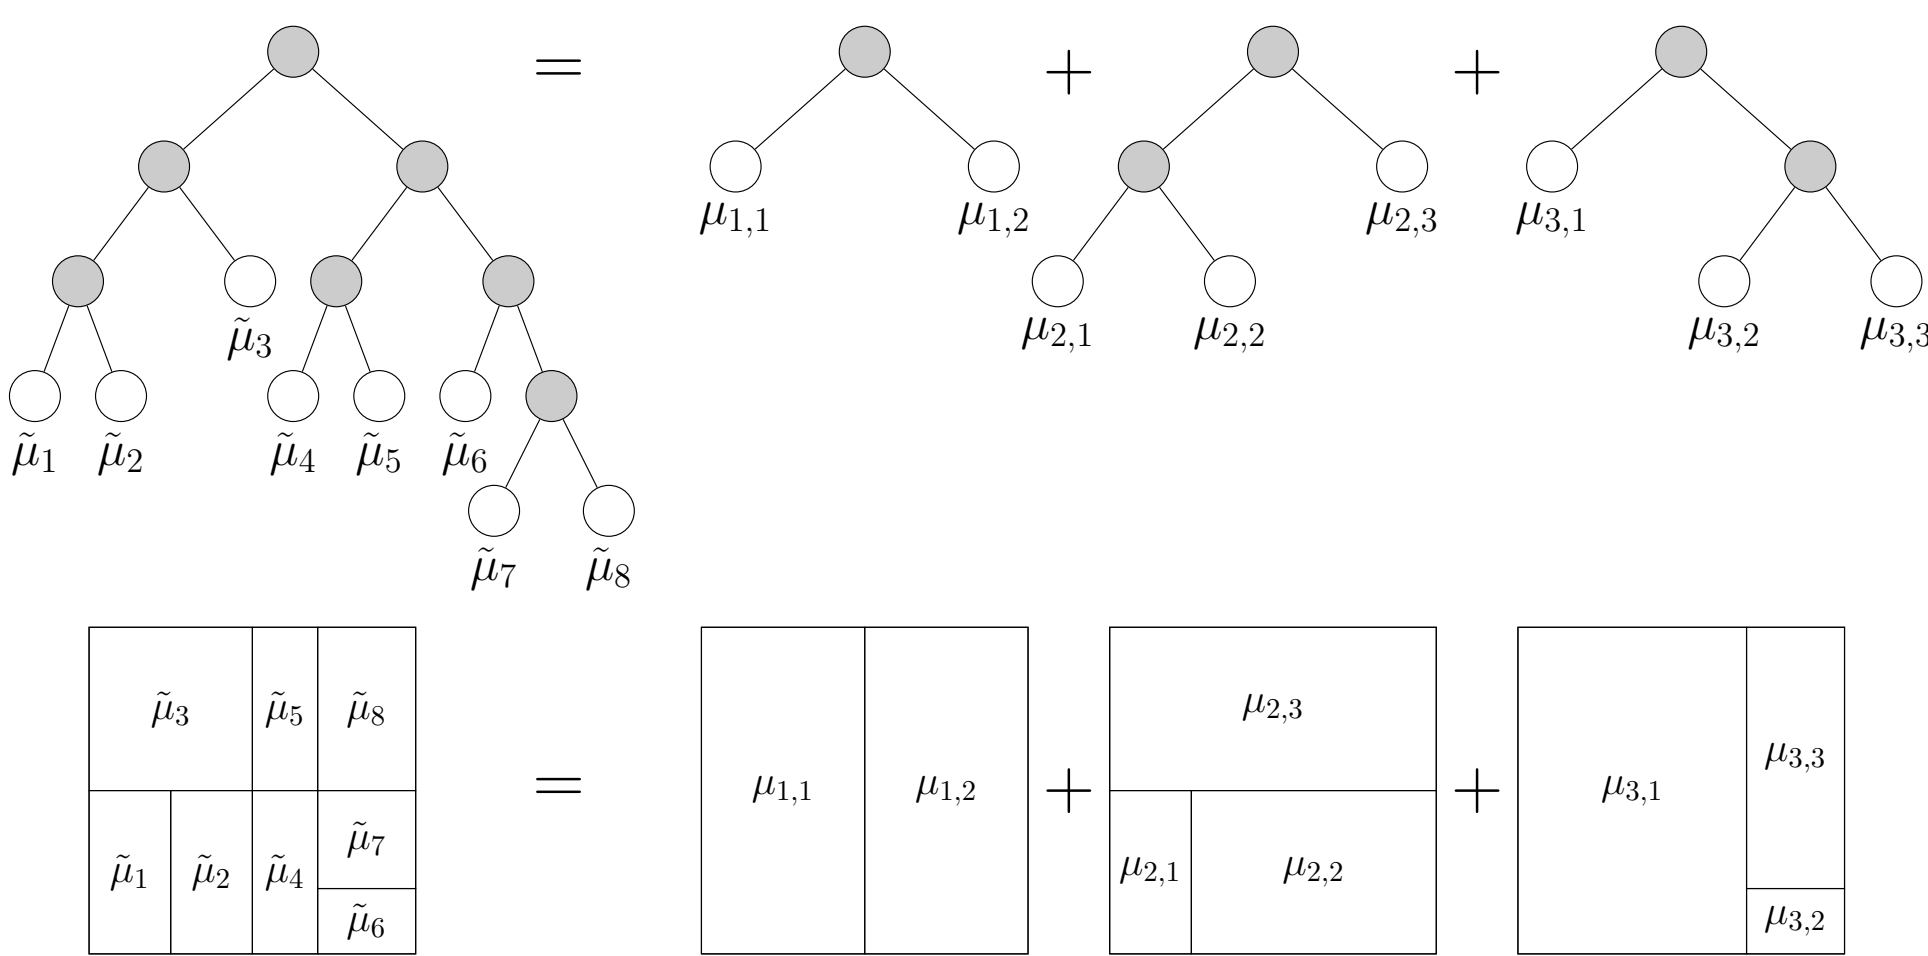 = + +
μ₁,₁ μ₁,₂ μ₂,₃ μ₃,₁
μ̃₃ μ₂,₁ μ₂,₂ μ₃,₂ μ₃,₃
μ̃₁ μ̃₂ μ̃₄ μ̃₅ μ̃₆
μ̃₇ μ̃₈
μ̃₃ μ̃₅ μ̃₈ μ₂,₃
μ₃,₃
= μ₁,₁ μ₁,₂ + + μ₃,₁
μ̃₇
μ̃₁ μ̃₂ μ̃₄ μ₂,₁ μ₂,₂
μ̃₆ μ₃,₂